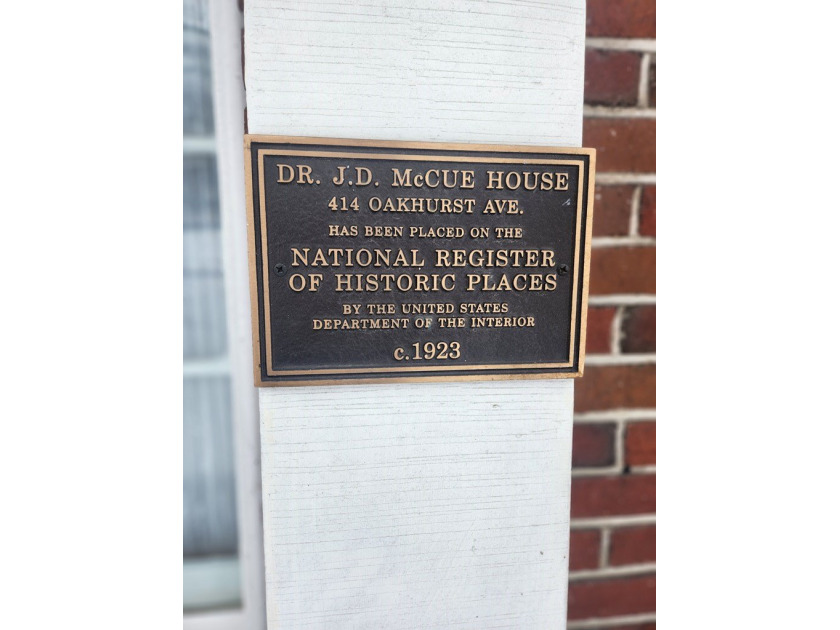 DR. J.D. McCUE HOUSE
414 OAKHURST AVE.
HAS BEEN PLACED ON THE
NATIONAL REGISTER
OF HISTORIC PLACES
BY THE UNITED STATES
DEPARTMENT OF THE INTERIOR
c.1923